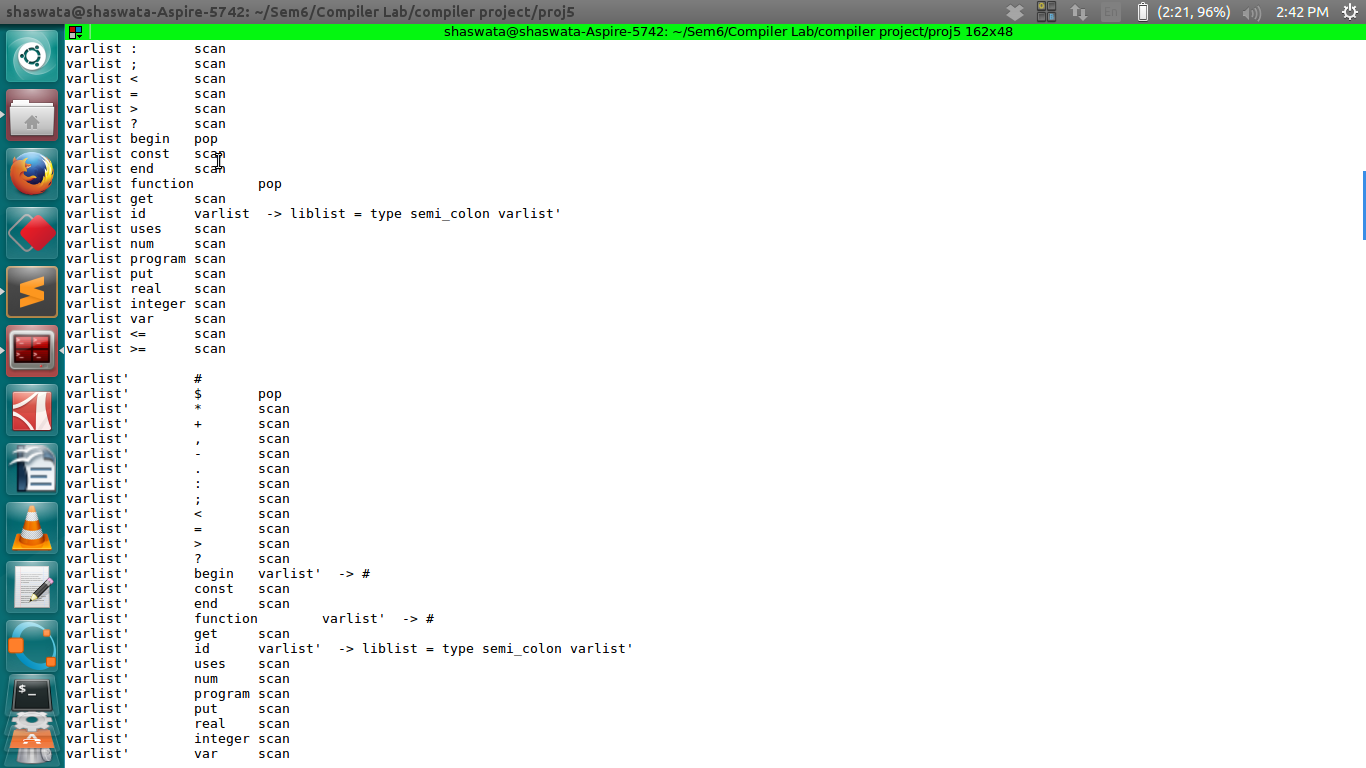 shaswata@shaswata-Aspire-5742: ~/Sem6/Compiler Lab/compiler project/proj5 En (2:21, 96%) 2:42 PM
shaswata@shaswata-Aspire-5742: ~/Sem6/Compiler Lab/compiler project/proj5 162x48
varlist : scan
varlist ; scan
varlist < scan
varlist = scan
varlist > scan
varlist ? scan
varlist begin pop
varlist const scan
varlist end scan
varlist function pop
varlist get scan
varlist id varlist -> liblist = type semi_colon varlist'
varlist uses scan
varlist num scan
varlist program scan
varlist put scan
varlist real scan
varlist integer scan
varlist var scan
varlist <= scan
varlist >= scan
varlist' #
varlist' $ pop
varlist' * scan
varlist' + scan
varlist' , scan
varlist' - scan
varlist' . scan
varlist' : scan
varlist' ; scan
varlist' < scan
varlist' = scan
varlist' > scan
varlist' ? scan
varlist' begin varlist' -> #
varlist' const scan
varlist' end scan
varlist' function varlist' -> #
varlist' get scan
varlist' id varlist' -> liblist = type semi_colon varlist'
varlist' uses scan
varlist' num scan
varlist' program scan
varlist' put scan
varlist' real scan
varlist' integer scan
varlist' var scan